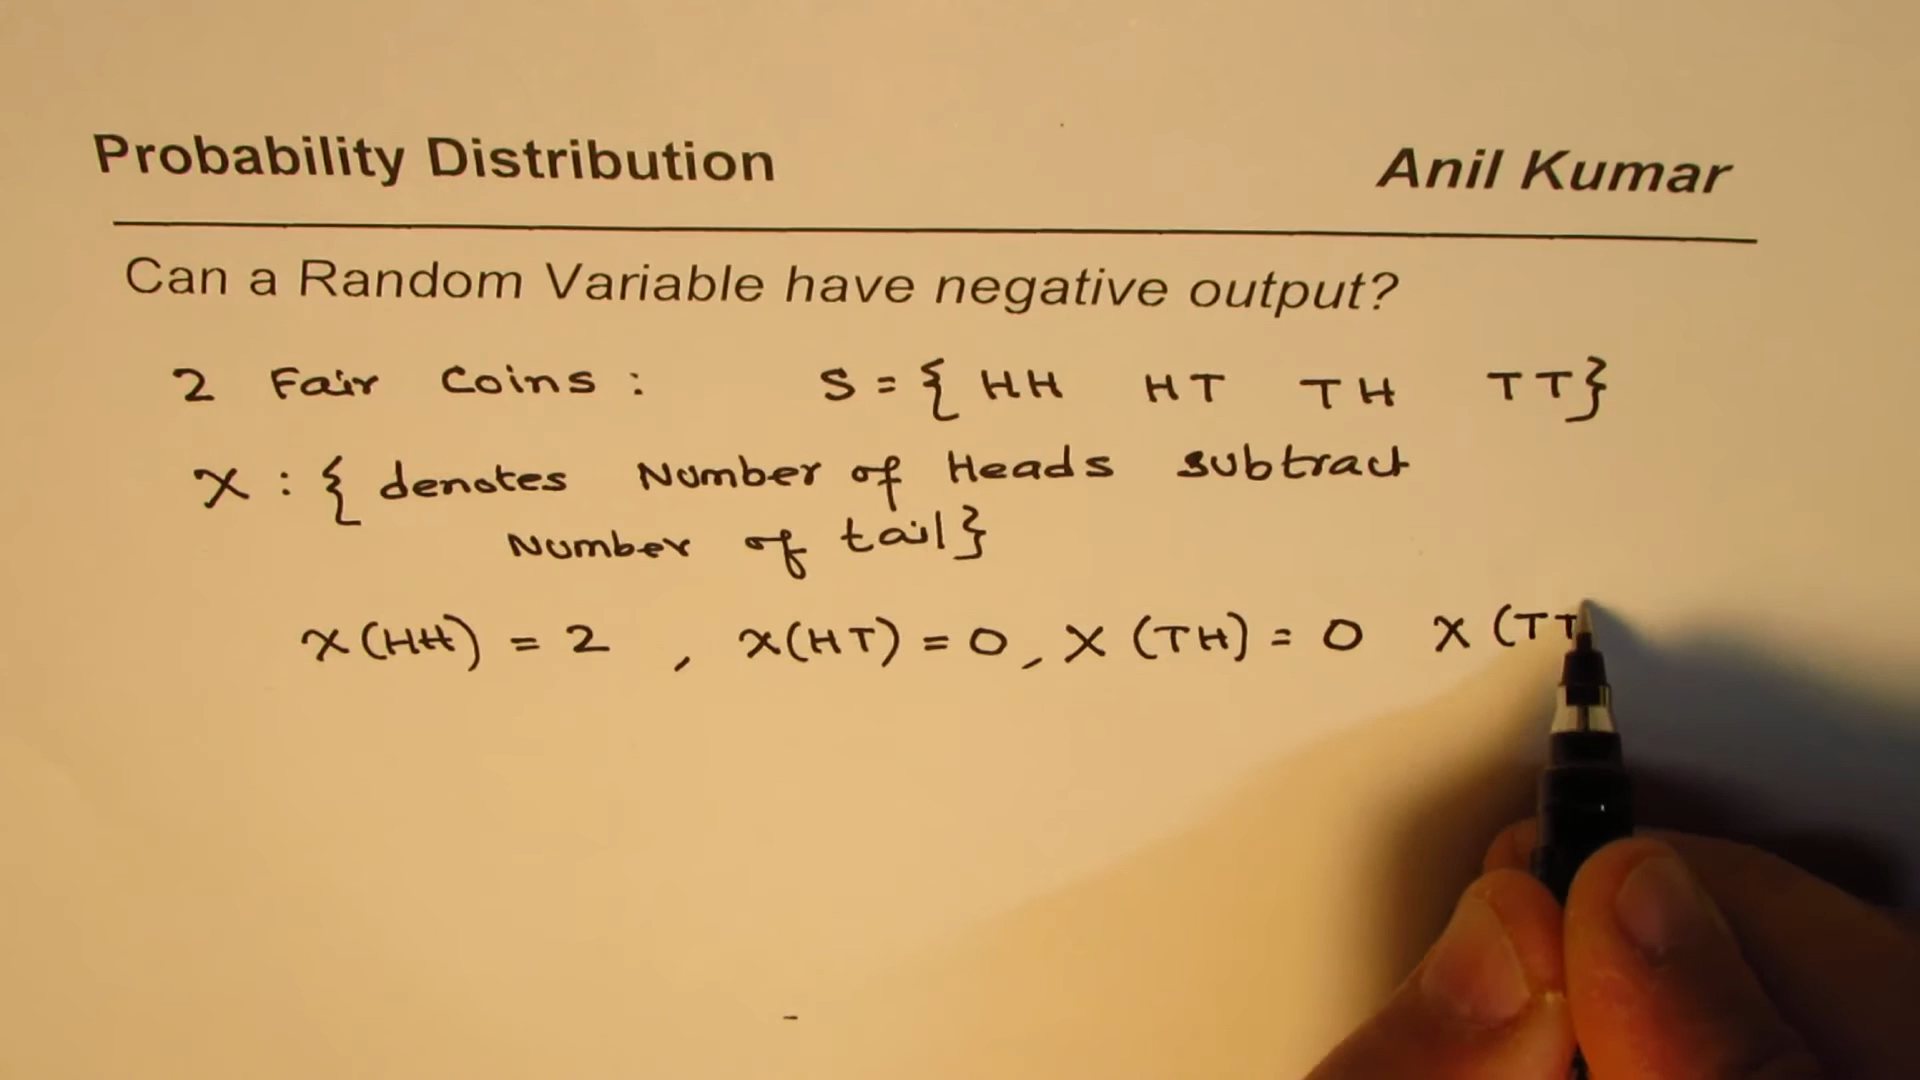 Probability Distribution Anil Kumar
Can a Random Variable have negative output?
2 Fair Coins : S = { HH HT TH TT}
X : { denotes Number of Heads subtract
Number of tail}
X(HH) = 2 , X(HT) = 0, X (TH) = 0 X (TT